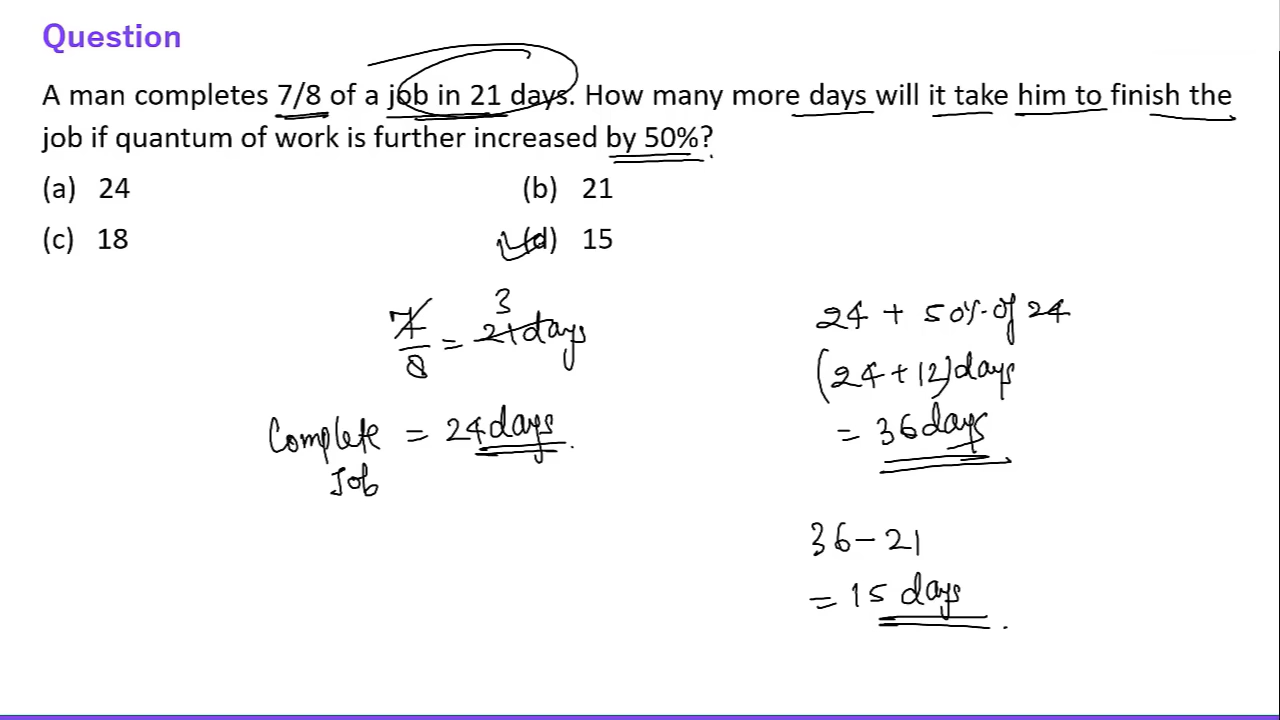 Question
A man completes 7/8 of a job in 21 days. How many more days will it take him to finish the
job if quantum of work is further increased by 50%?
(a) 24
(b) 21
(c) 18
(d) 15
3
7/8 = 21 days
Complete = 24 days
Job
24 + 50% of 24
(24 + 12) days
= 36 days
36 - 21
= 15 days